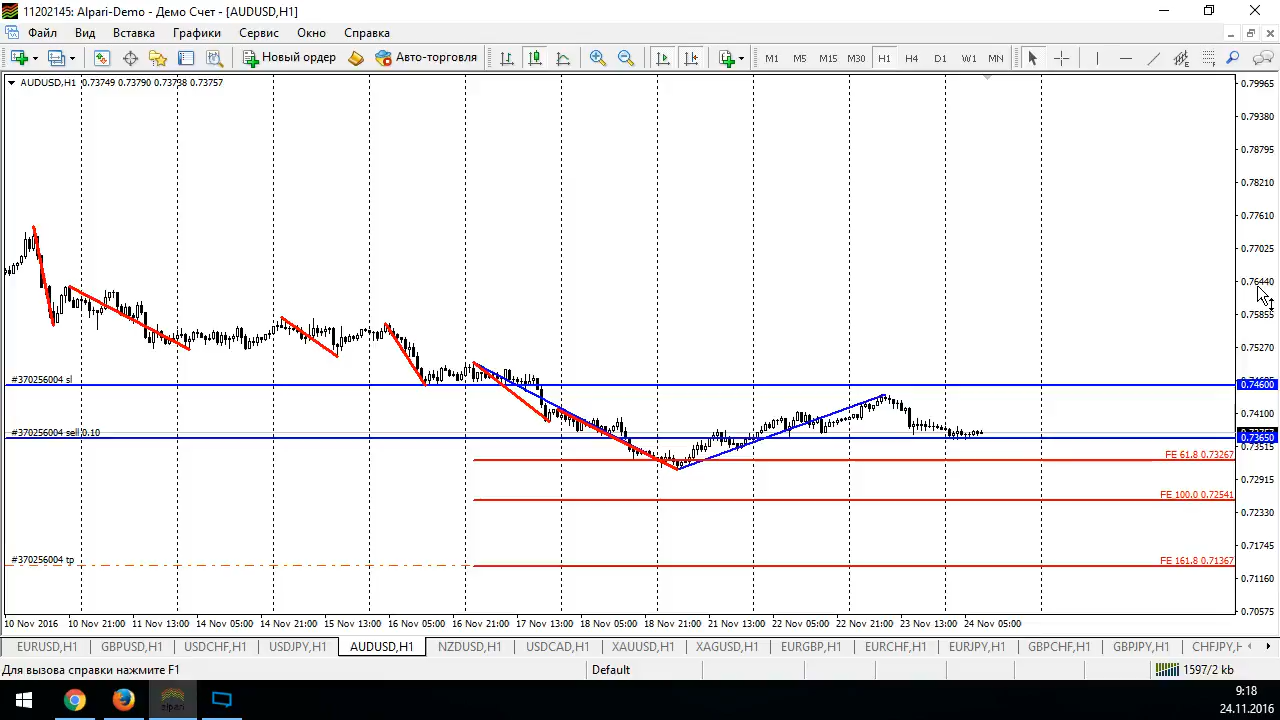 11202145: Alpari-Demo - Демо Счет - [AUDUSD,H1]
Файл Вид Вставка Графики Сервис Окно Справка
Новый ордер Авто-торговля M1 M5 M15 M30 H1 H4 D1 W1 MN
AUDUSD,H1 0.73749 0.73790 0.73738 0.73757
0.79965
0.79380
0.78795
0.78210
0.77610
0.77025
0.76440
0.75855
0.75270
#370256004 sl
0.74600
0.74100
#370256004 sell 0.10
0.73650
0.73515
FE 61.8 0.73267
0.72915
FE 100.0 0.72541
0.72330
0.71745
#370256004 tp
FE 161.8 0.71367
0.71160
0.70575
10 Nov 2016 10 Nov 21:00 11 Nov 13:00 14 Nov 05:00 14 Nov 21:00 15 Nov 13:00 16 Nov 05:00 16 Nov 21:00 17 Nov 13:00 18 Nov 05:00 18 Nov 21:00 21 Nov 13:00 22 Nov 05:00 22 Nov 21:00 23 Nov 13:00 24 Nov 05:00
EURUSD,H1 GBPUSD,H1 USDCHF,H1 USDJPY,H1 AUDUSD,H1 NZDUSD,H1 USDCAD,H1 XAUUSD,H1 XAGUSD,H1 EURGBP,H1 EURCHF,H1 EURJPY,H1 GBPCHF,H1 GBPJPY,H1 CHFJPY,H
Для вызова справки нажмите F1 Default 1597/2 kb
alpari
9:18
24.11.2016